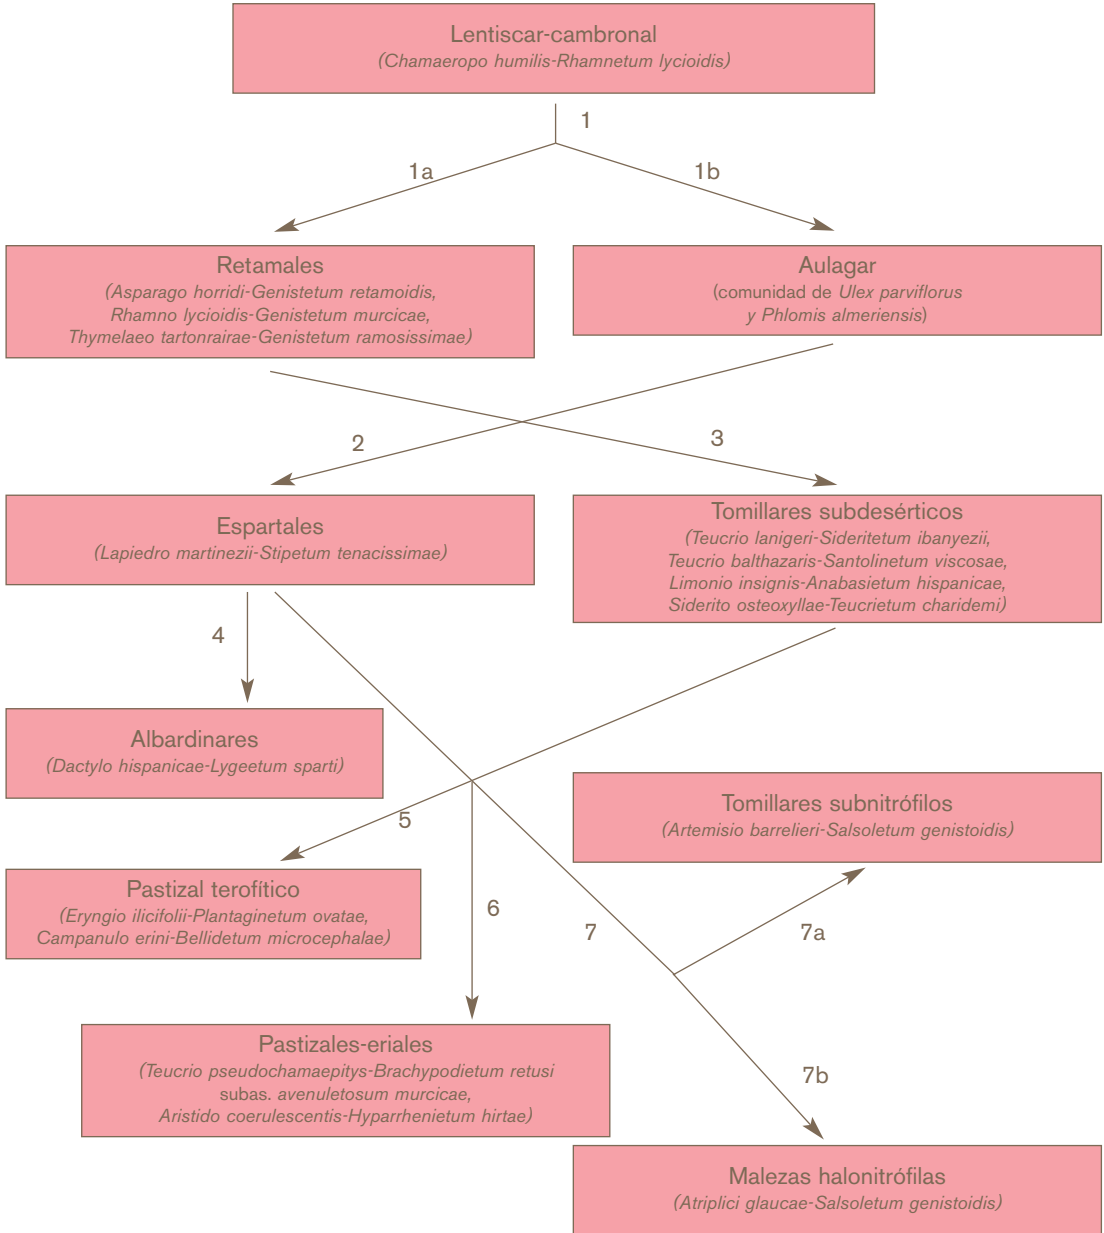 Lentiscar-cambronal
(Chamaeropo humilis-Rhamnetum lycioidis)
1
1a
1b
Retamales
(Asparago horridi-Genistetum retamoidis,
Rhamno lycioidis-Genistetum murcicae,
Thymelaeo tartonrairae-Genistetum ramosissimae)
Aulagar
(comunidad de Ulex parviflorus
y Phlomis almeriensis)
2
3
Espartales
(Lapiedro martinezii-Stipetum tenacissimae)
Tomillares subdesérticos
(Teucrio lanigeri-Sideritetum ibanyezii,
Teucrio balthazaris-Santolinetum viscosae,
Limonio insignis-Anabasietum hispanicae,
Siderito osteoxyllae-Teucrietum charidemi)
4
Albardinares
(Dactylo hispanicae-Lygeetum sparti)
Tomillares subnitrófilos
(Artemisio barrelieri-Salsoletum genistoidis)
5
Pastizal terofítico
(Eryngio ilicifolii-Plantaginetum ovatae,
Campanulo erini-Bellidetum microcephalae)
6
7
7a
Pastizales-eriales
(Teucrio pseudochamaepitys-Brachypodietum retusi
subas. avenuletosum murcicae,
Aristido coerulescentis-Hyparrhenietum hirtae)
7b
Malezas halonitrófilas
(Atriplici glaucae-Salsoletum genistoidis)